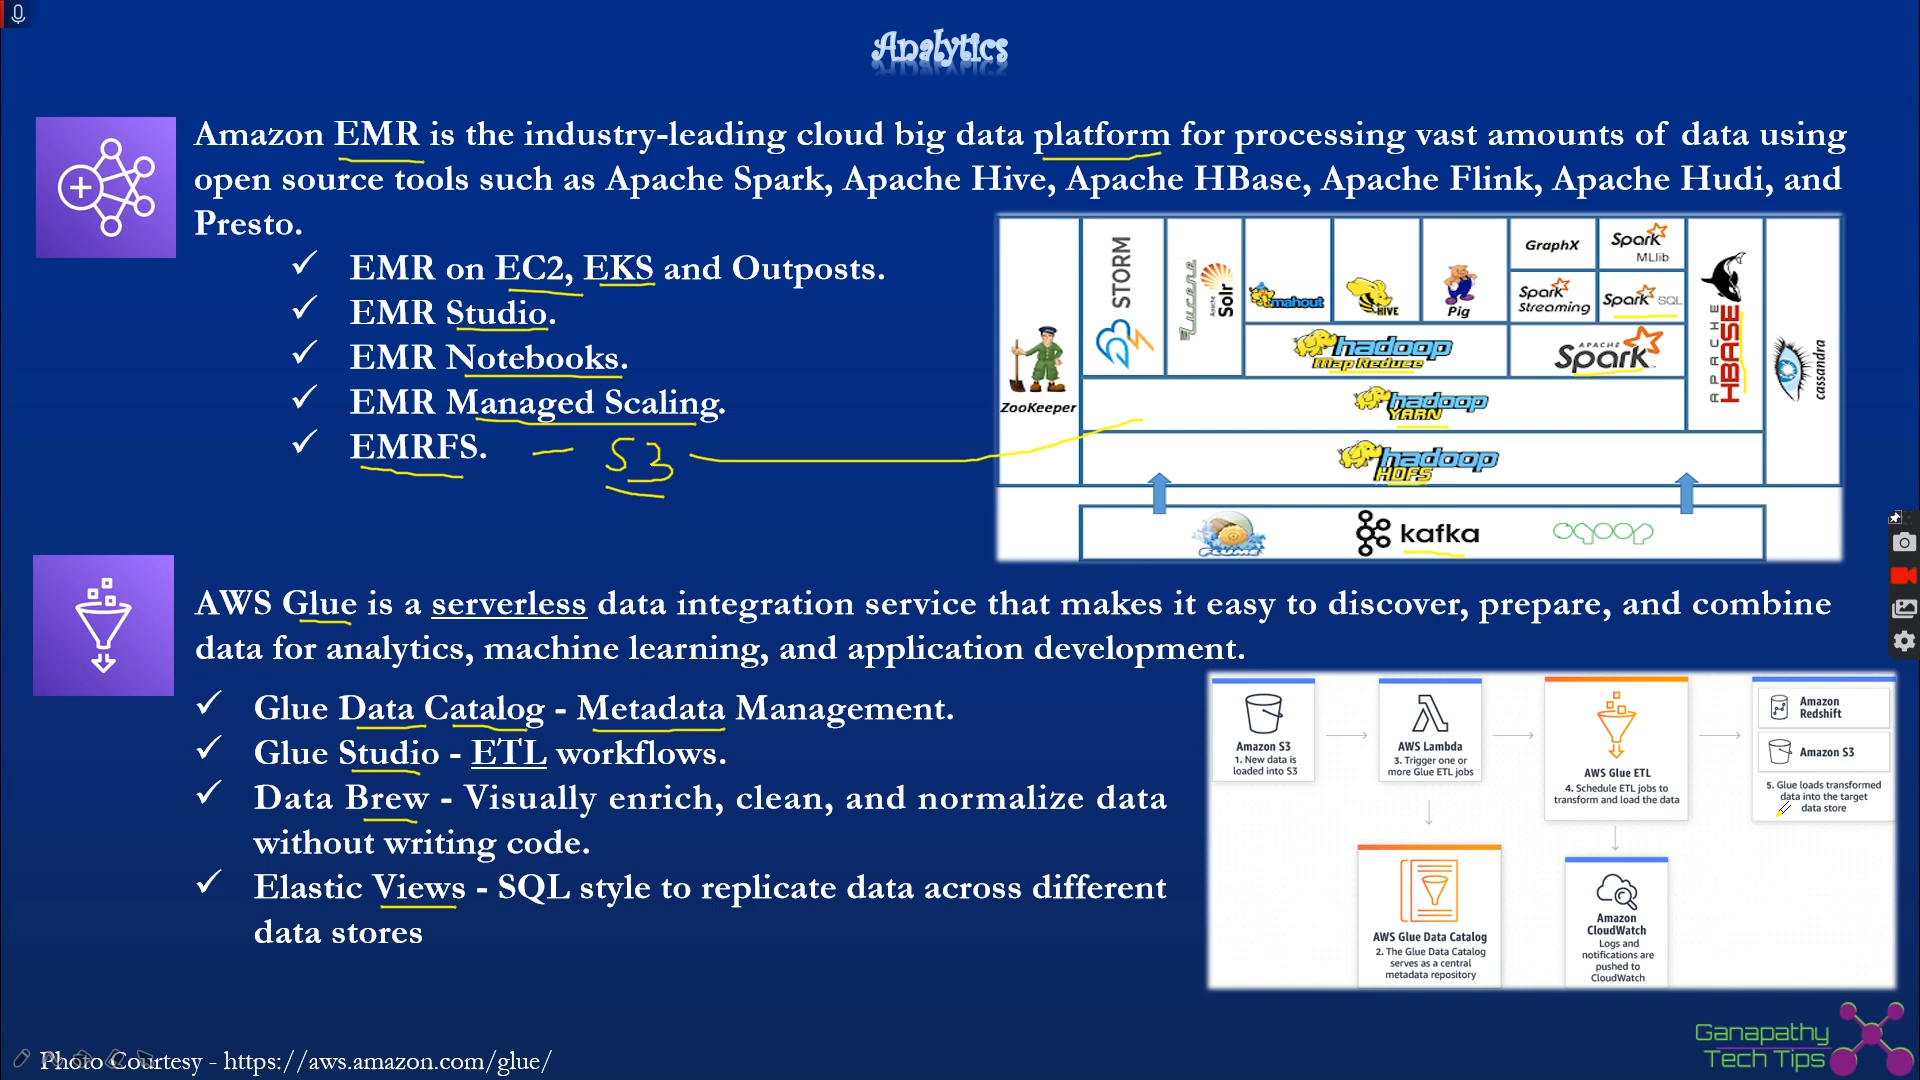 Analytics
Amazon EMR is the industry-leading cloud big data platform for processing vast amounts of data using
open source tools such as Apache Spark, Apache Hive, Apache HBase, Apache Flink, Apache Hudi, and
Presto.
✓ EMR on EC2, EKS and Outposts.
✓ EMR Studio.
✓ EMR Notebooks.
✓ EMR Managed Scaling.
✓ EMRFS. - S3
ZooKeeper
STORM
Lucene
Apache
Solr
mahout
HIVE
Pig
GraphX
Spark
MLlib
Spark
Streaming
Spark SQL
hadoop
Map Reduce
APACHE
Spark
APACHE
HBASE
cassandra
hadoop
YARN
hadoop
HDFS
FLUME
kafka
sqoop
AWS Glue is a serverless data integration service that makes it easy to discover, prepare, and combine
data for analytics, machine learning, and application development.
✓ Glue Data Catalog - Metadata Management.
✓ Glue Studio - ETL workflows.
✓ Data Brew - Visually enrich, clean, and normalize data
without writing code.
✓ Elastic Views - SQL style to replicate data across different
data stores
Amazon S3
1. New data is
loaded into S3
AWS Lambda
3. Trigger one or
more Glue ETL jobs
AWS Glue ETL
4. Schedule ETL jobs to
transform and load the data
Amazon
Redshift
Amazon S3
5. Glue loads transformed
data into the target
data store
AWS Glue Data Catalog
2. The Glue Data Catalog
serves as a central
metadata repository
Amazon
CloudWatch
Logs and
notifications are
pushed to
CloudWatch
Photo Courtesy - https://aws.amazon.com/glue/
Ganapathy
Tech Tips